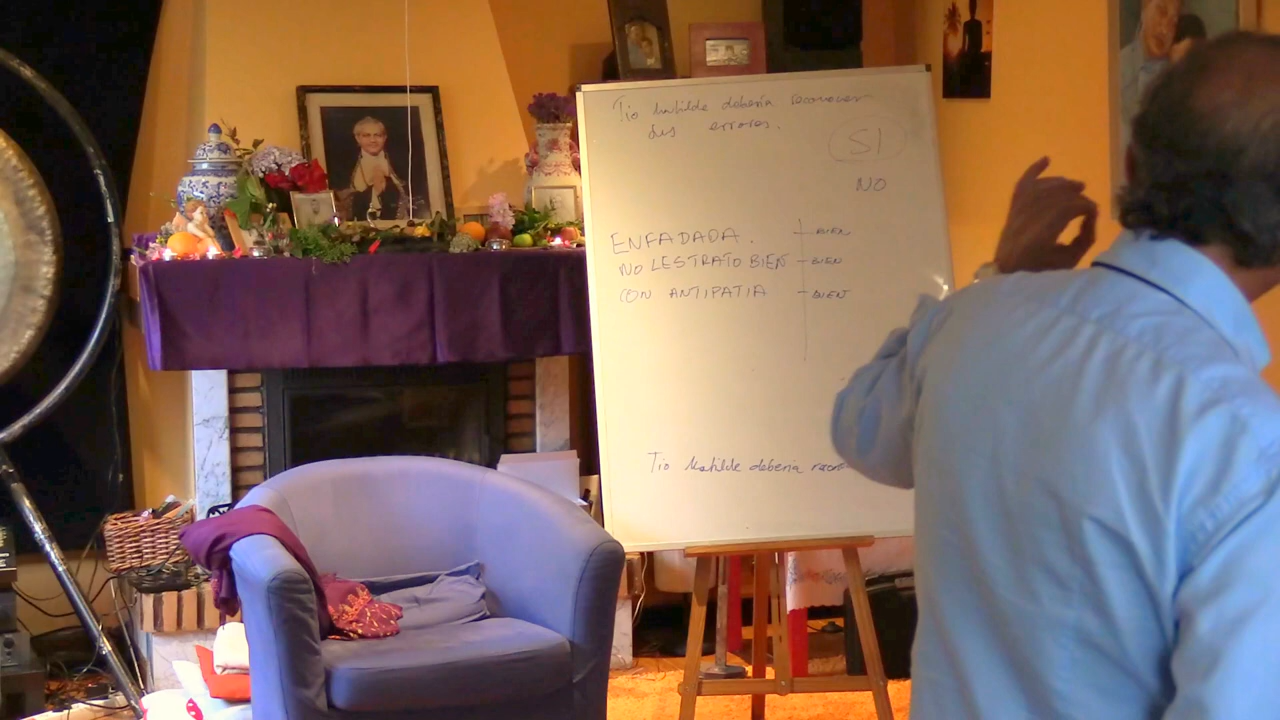 Tio Matilde debería reconocer
sus errores.
SI
NO
ENFADADA. BIEN
NO LES TRATO BIEN BIEN
CON ANTIPATIA BIEN
Tio Matilde debería